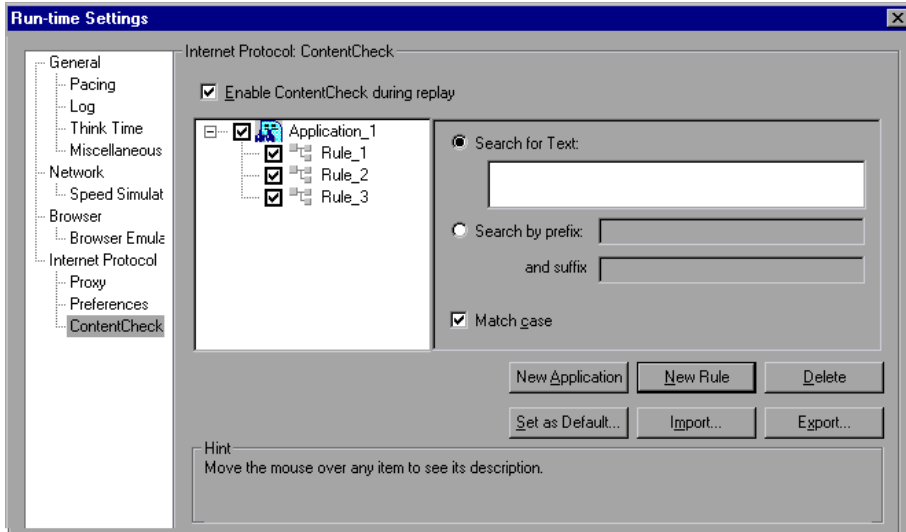 Run-time Settings
General
Pacing
Log
Think Time
Miscellaneous
Network
Speed Simulat
Browser
Browser Emula
Internet Protocol
Proxy
Preferences
ContentCheck
Internet Protocol: ContentCheck
Enable ContentCheck during replay
Application_1
Rule_1
Rule_2
Rule_3
Search for Text:
Search by prefix:
and suffix
Match case
New Application
New Rule
Delete
Set as Default...
Import...
Export...
Hint
Move the mouse over any item to see its description.